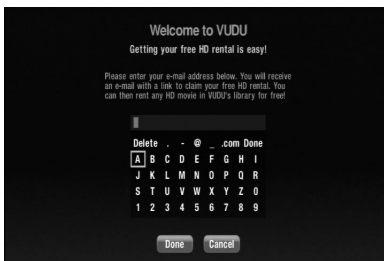 Welcome to VUDU
Getting your free HD rental is easy!
Please enter your e-mail address below. You will receive
an e-mail with a link to claim your free HD rental. You
can then rent any HD movie in VUDU's library for free!
Delete . - @ _ .com Done
A B C D E F G H I
J K L M N O P Q R
S T U V W X Y Z 0
1 2 3 4 5 6 7 8 9
Done Cancel